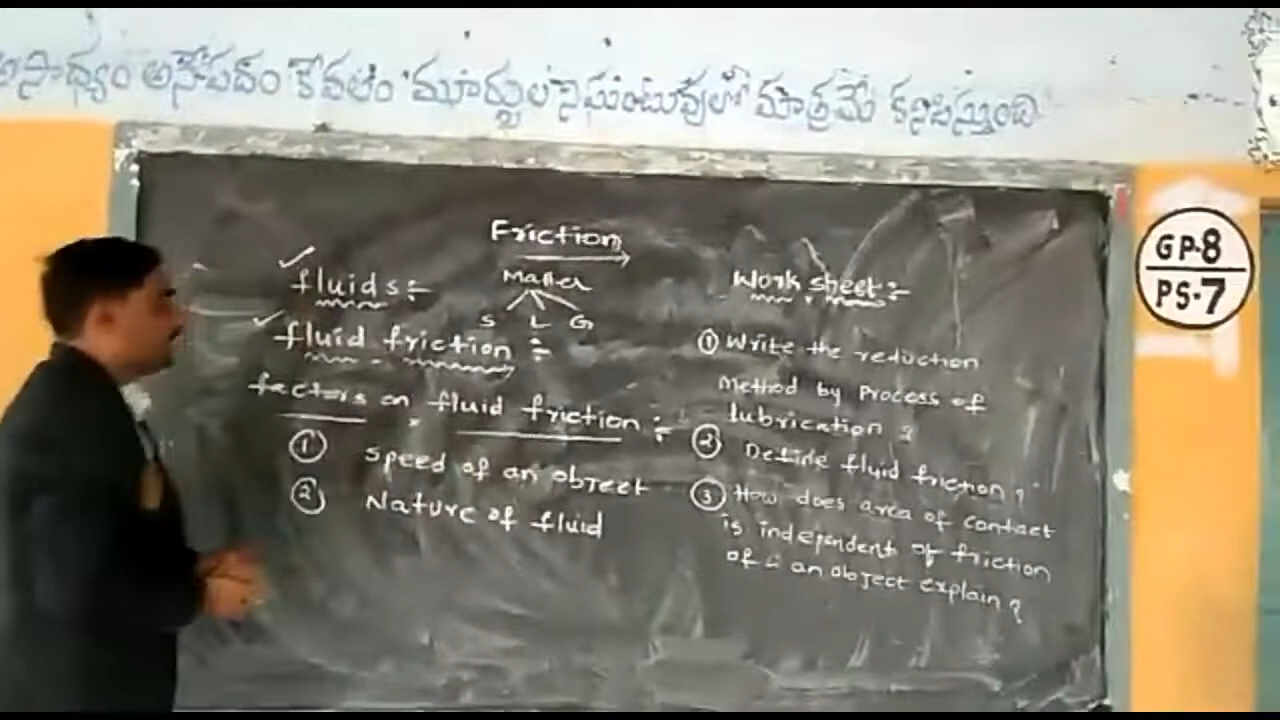 అసాధ్యం అనేపదం కేవలం 'మూర్ఖుల' నిఘంటువులో మాత్రమే కనిపిస్తుంది
GP-8
PS-7
Friction
fluids :-
Matter
S L G
fluid friction :-
factors on fluid friction :-
① Speed of an object
② Nature of fluid
Work sheet :-
① Write the reduction
Method by Process of
lubrication ?
② Define fluid friction ?
③ How does area of contact
is independent of friction
of an object explain ?